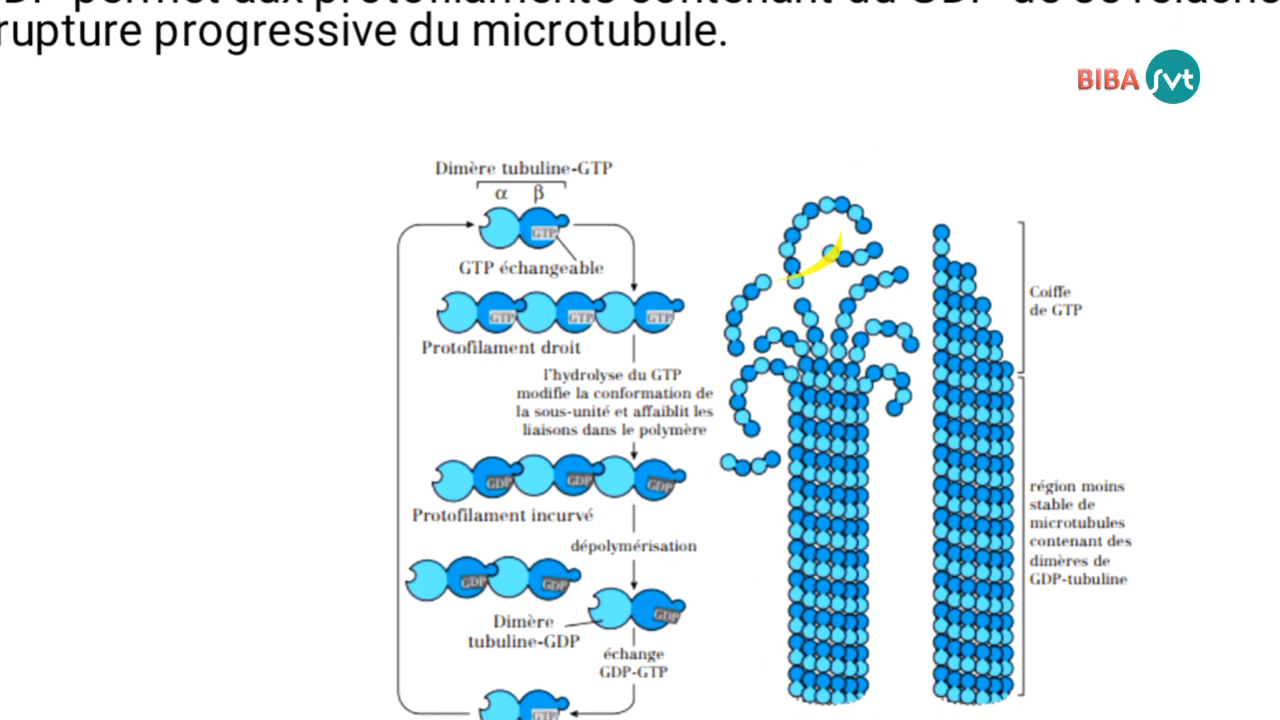 rupture progressive du microtubule.
BIBA svt
Dimère tubuline-GTP
α β
GTP
GTP échangeable
GTP GTP GTP
Protofilament droit
l'hydrolyse du GTP
modifie la conformation de
la sous-unité et affaiblit les
liaisons dans le polymère
GDP GDP GDP
Protofilament incurvé
dépolymérisation
GDP GDP
GDP
Dimère
tubuline-GDP
échange
GDP-GTP
GTP
Coiffe
de GTP
région moins
stable de
microtubules
contenant des
dimères de
GDP-tubuline